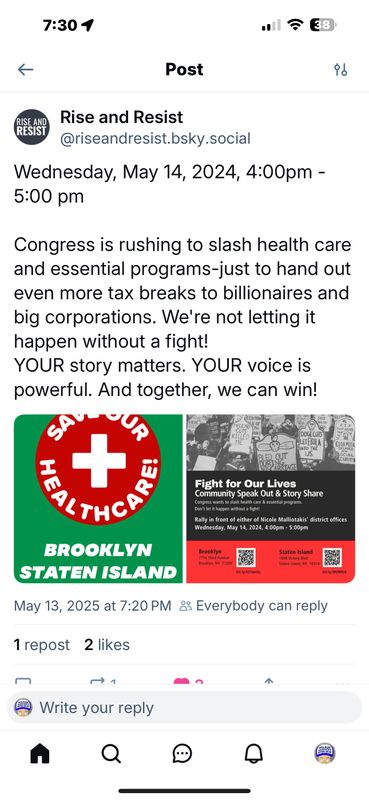 7:30
38
Post
RISE AND
RESIST
Rise and Resist
@riseandresist.bsky.social
Wednesday, May 14, 2024, 4:00pm -
5:00 pm
Congress is rushing to slash health care
and essential programs-just to hand out
even more tax breaks to billionaires and
big corporations. We're not letting it
happen without a fight!
YOUR story matters. YOUR voice is
powerful. And together, we can win!
SAVE OUR
HEALTHCARE!
BROOKLYN
STATEN ISLAND
Fight for Our Lives
Community Speak Out & Story Share
Congress wants to slash health care & essential programs.
Don't let it happen without a fight!
Rally in front of either of Nicole Malliotakis' district offices
Wednesday, May 14, 2024, 4:00pm - 5:00pm
Brooklyn
Staten Island
May 13, 2025 at 7:20 PM Everybody can reply
1 repost 2 likes
1 2
Write your reply